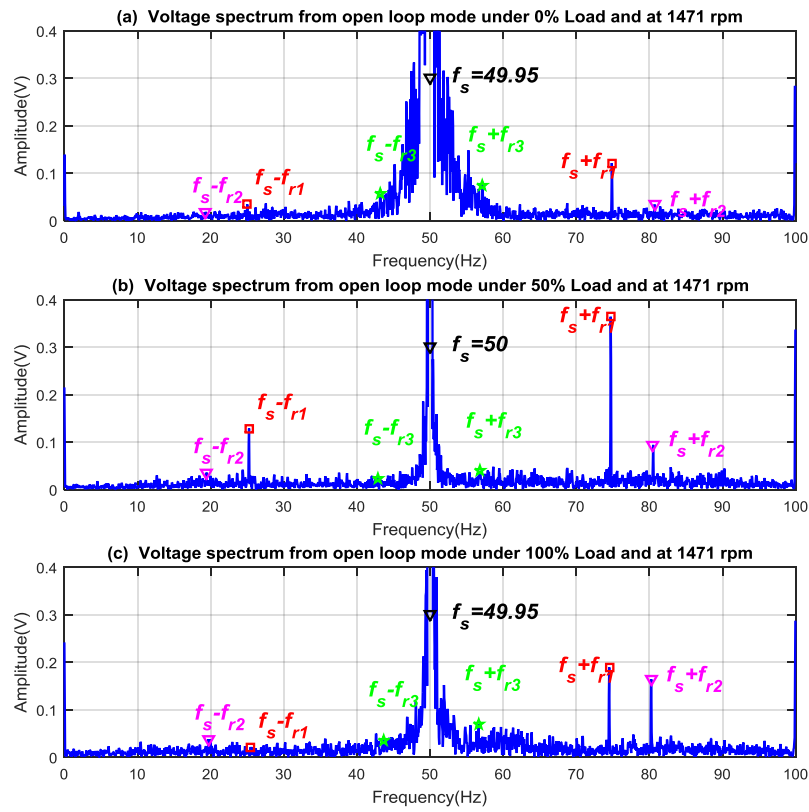 (a) Voltage spectrum from open loop mode under 0% Load and at 1471 rpm
0.4
0.3
0.2
0.1
0
Amplitude(V)
fs=49.95
fs-fr3
fs+fr3
fs-fr2
fs-fr1
fs+fr1
fs+fr2
0 10 20 30 40 50 60 70 80 90 100
Frequency(Hz)
(b) Voltage spectrum from open loop mode under 50% Load and at 1471 rpm
0.4
0.3
0.2
0.1
0
Amplitude(V)
fs+fr1
fs=50
fs-fr1
fs-fr3
fs+fr3
fs-fr2
fs+fr2
0 10 20 30 40 50 60 70 80 90 100
Frequency(Hz)
(c) Voltage spectrum from open loop mode under 100% Load and at 1471 rpm
0.4
0.3
0.2
0.1
0
Amplitude(V)
fs=49.95
fs-fr3
fs+fr3
fs+fr1
fs+fr2
fs-fr2
fs-fr1
0 10 20 30 40 50 60 70 80 90 100
Frequency(Hz)